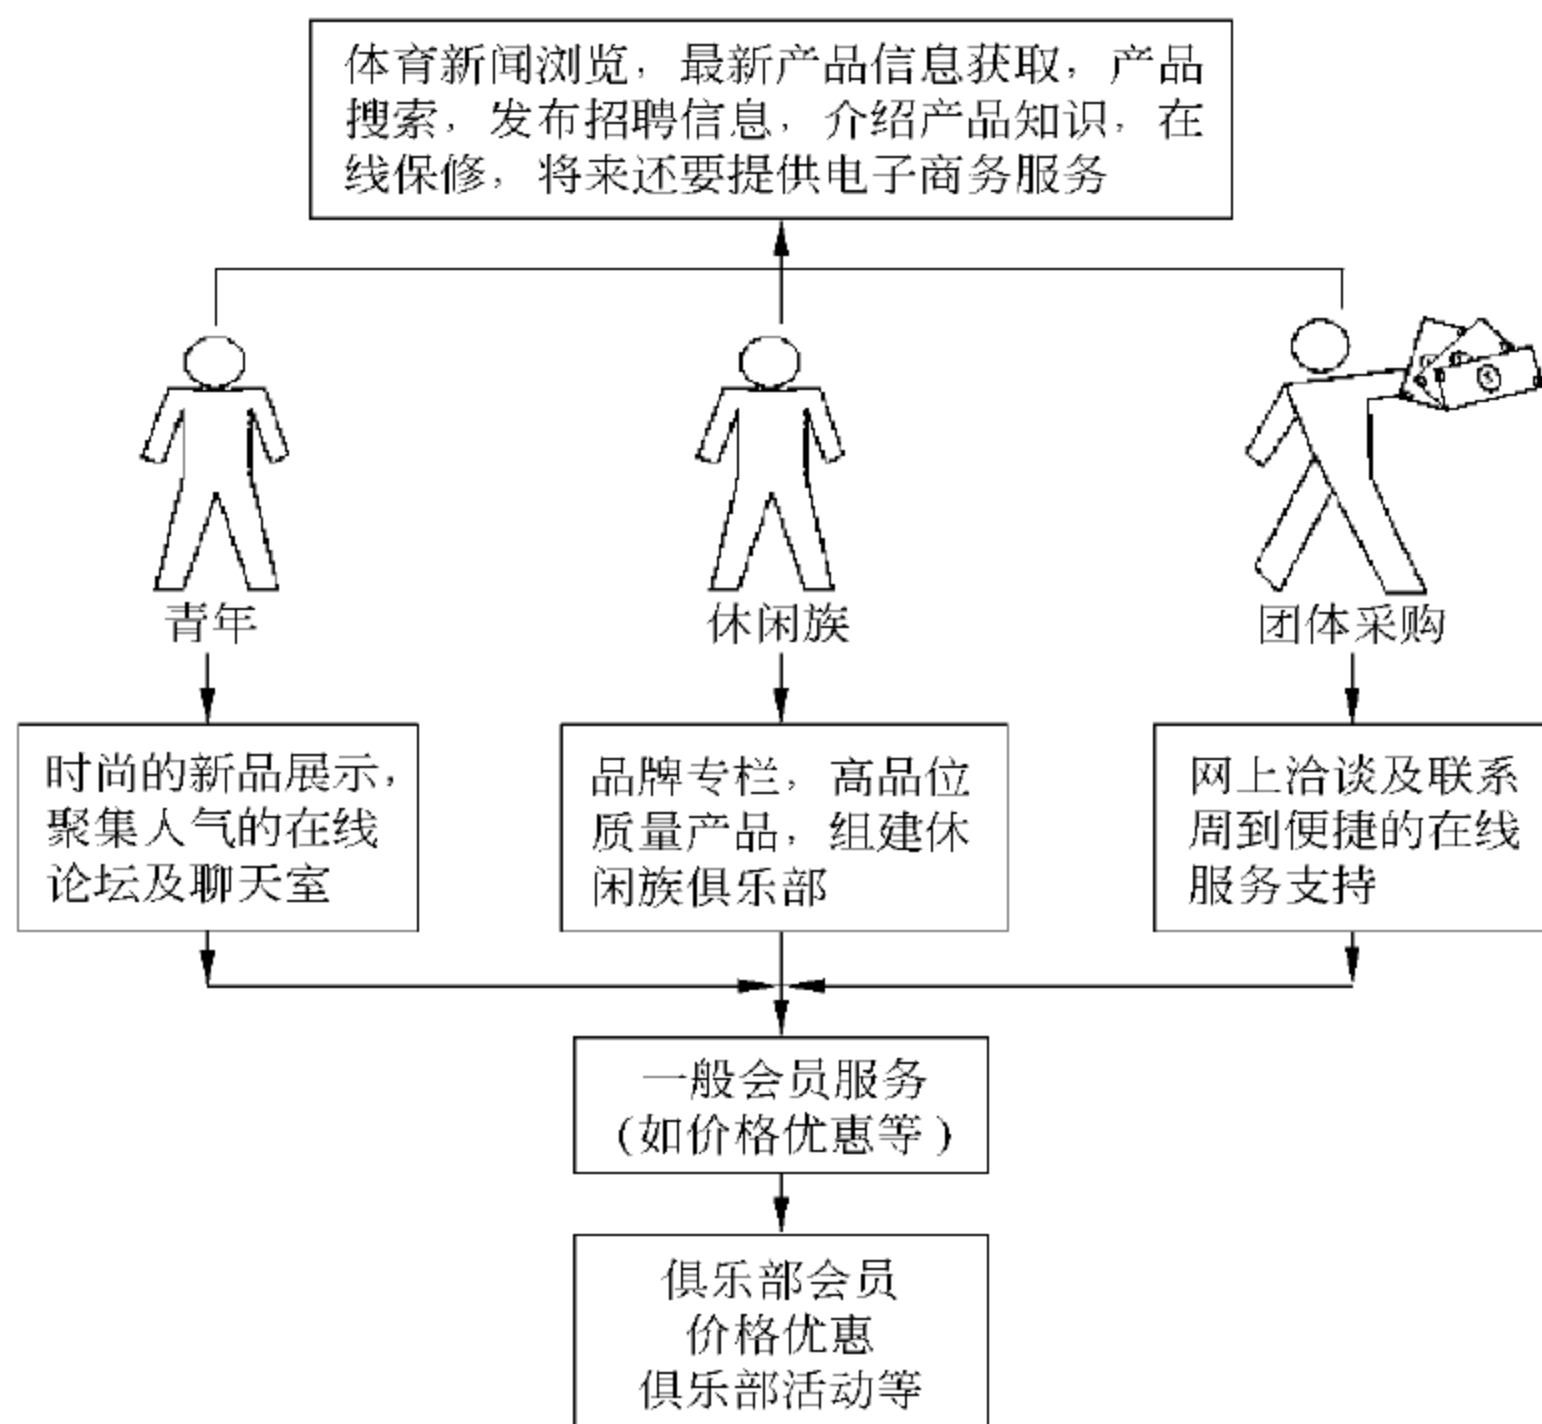 体育新闻浏览，最新产品信息获取，产品
搜索，发布招聘信息，介绍产品知识，在
线保修，将来还要提供电子商务服务
青年
休闲族
团体采购
时尚的新品展示，
聚集人气的在线
论坛及聊天室
品牌专栏，高品位
质量产品，组建休
闲族俱乐部
网上洽谈及联系
周到便捷的在线
服务支持
一般会员服务
（如价格优惠等）
俱乐部会员
价格优惠
俱乐部活动等